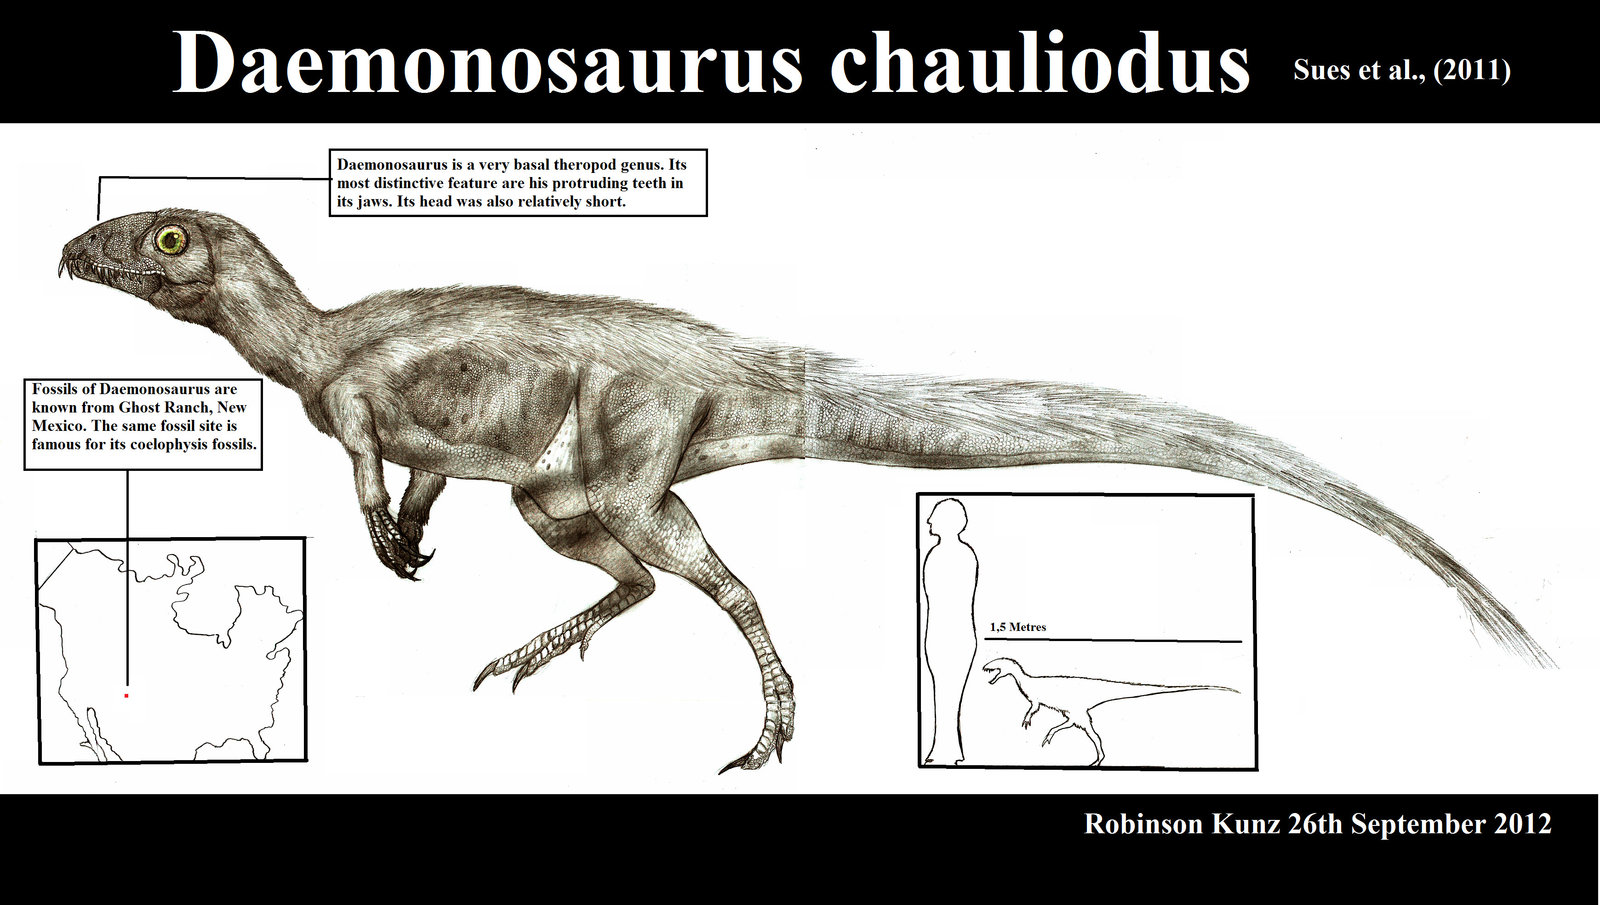 Daemonosaurus chauliodus
Sues et al., (2011)
Daemonosaurus is a very basal theropod genus. Its
most distinctive feature are his protruding teeth in
its jaws. Its head was also relatively short.
Fossils of Daemonosaurus are
known from Ghost Ranch, New
Mexico. The same fossil site is
famous for its coelophysis fossils.
1,5 Metres
Robinson Kunz 26th September 2012